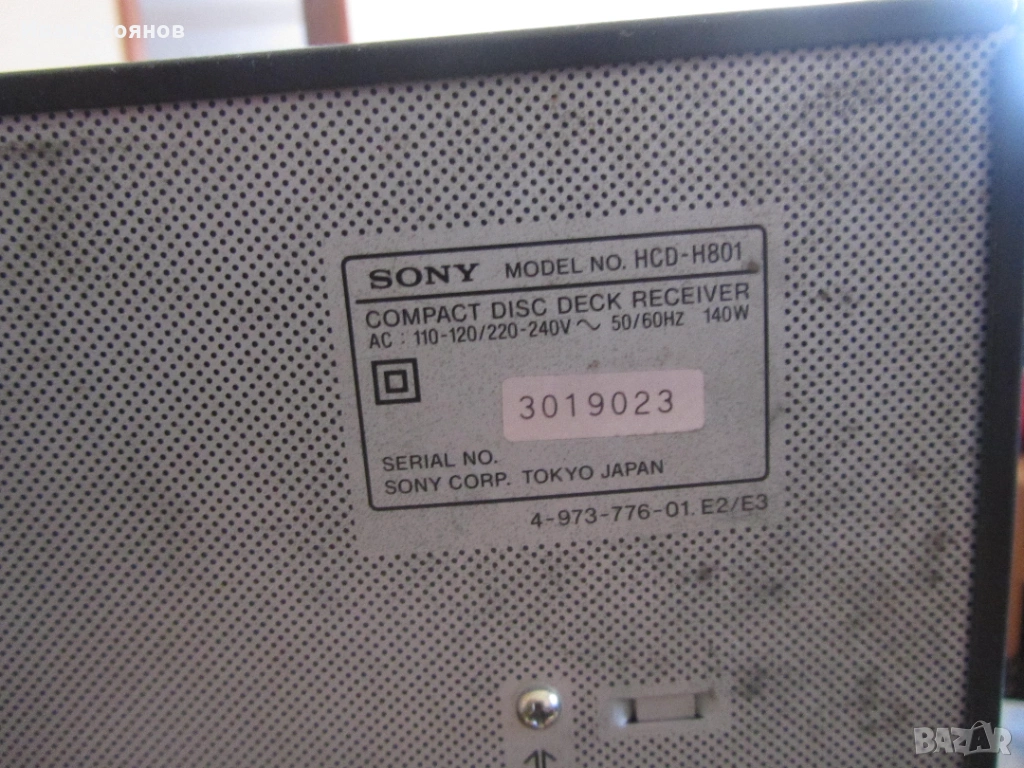 SONY MODEL NO. HCD-H801
COMPACT DISC DECK RECEIVER
AC : 110-120/220-240V ~ 50/60HZ 140W
3019023
SERIAL NO.
SONY CORP. TOKYO JAPAN
4-973-776-01. E2/E3
BAZAR